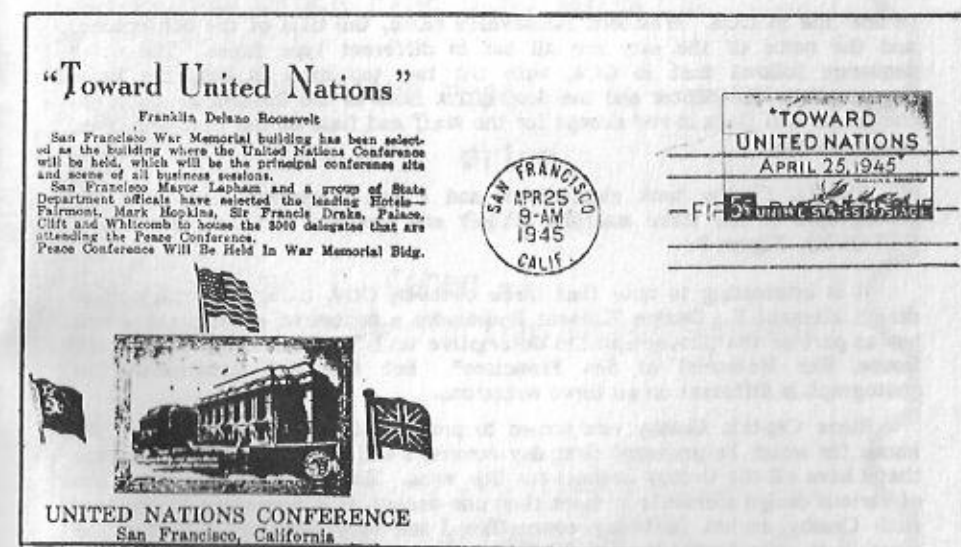 "Toward United Nations"
Franklin Delano Roosevelt
San Francisco War Memorial building has been select-
ed as the building where the United Nations Conference
will be held, which will be the principal conference site
and scene of all business sessions.
San Francisco Mayor Lapham and a group of State
Department officals have selected the leading Hotels -
Fairmont, Mark Hopkins, Sir Francis Drake, Palace,
Clift and Whitcomb to house the 3000 delegates that are
attending the Peace Conference.
Peace Conference Will Be Held In War Memorial Bldg.
SAN FRANCISCO
APR 25
9-AM
1945
CALIF.
TOWARD
UNITED NATIONS
APRIL 25, 1945
5¢ UNITED STATES POSTAGE
UNITED NATIONS CONFERENCE
San Francisco, California